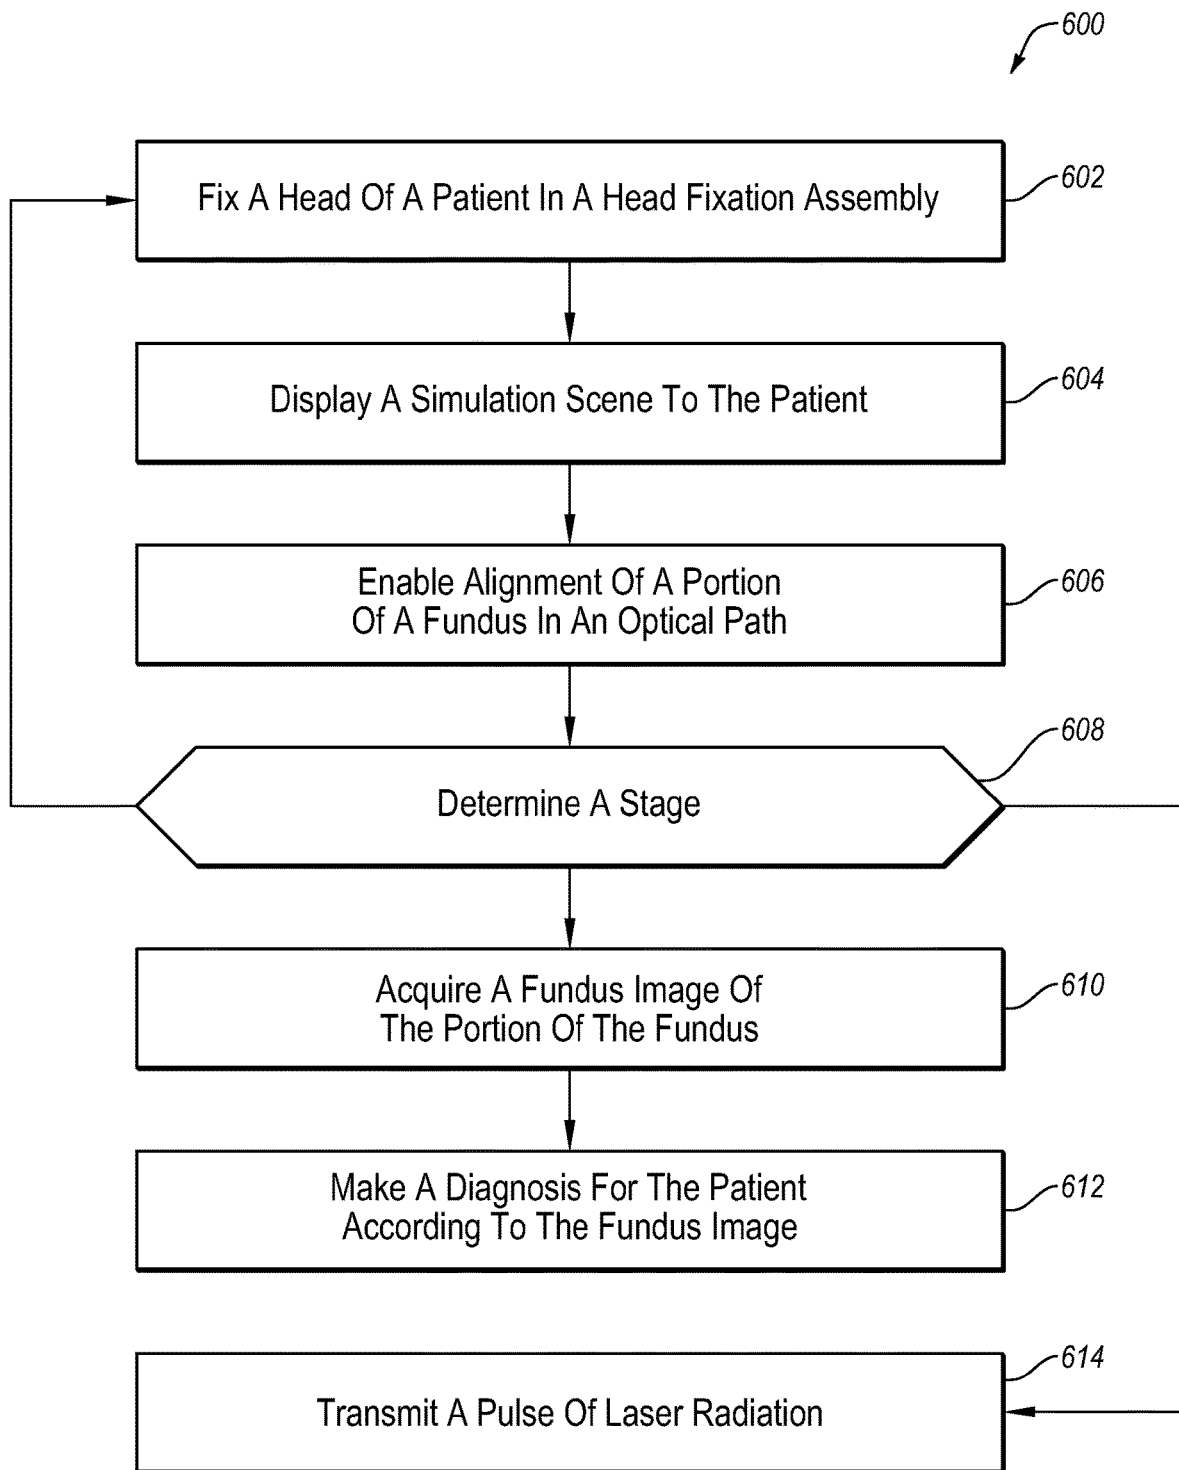 600
Fix A Head Of A Patient In A Head Fixation Assembly
602
Display A Simulation Scene To The Patient
604
Enable Alignment Of A Portion
Of A Fundus In An Optical Path
606
608
Determine A Stage
Acquire A Fundus Image Of
The Portion Of The Fundus
610
Make A Diagnosis For The Patient
According To The Fundus Image
612
614
Transmit A Pulse Of Laser Radiation